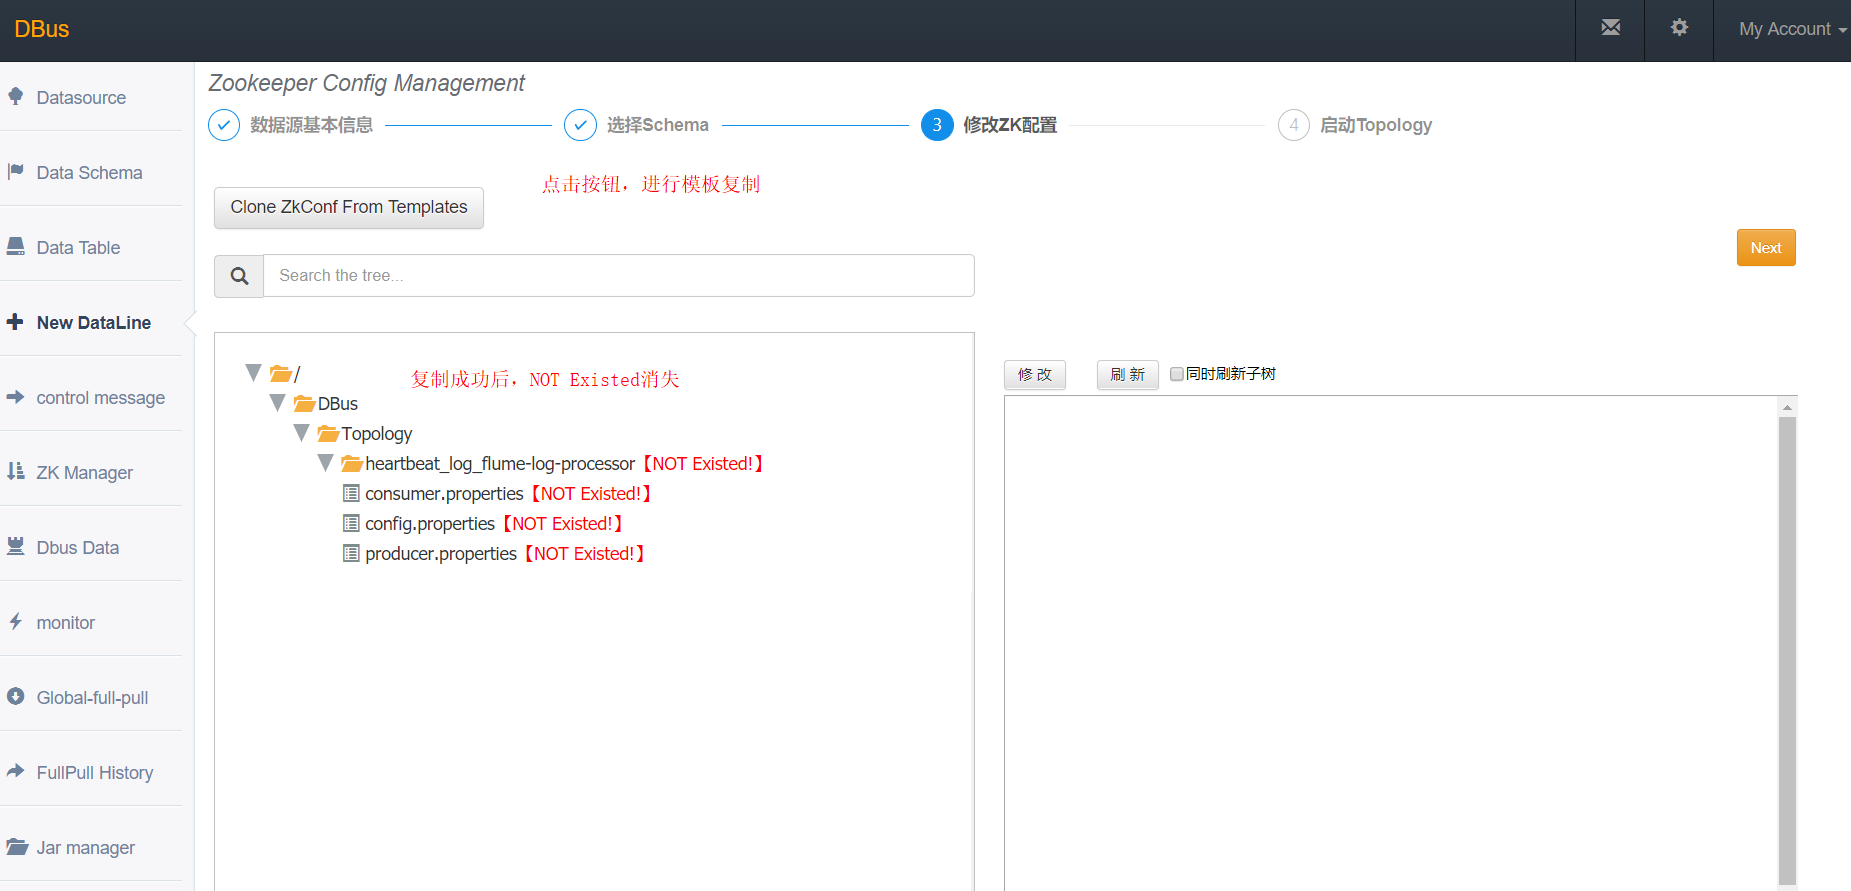 DBus
My Account
Datasource
Data Schema
Data Table
New DataLine
control message
ZK Manager
Dbus Data
monitor
Global-full-pull
FullPull History
Jar manager
Zookeeper Config Management
数据源基本信息
选择Schema
3 修改ZK配置
4 启动Topology
点击按钮，进行模板复制
Clone ZkConf From Templates
Next
Search the tree...
/
复制成功后，NOT Existed消失
DBus
Topology
heartbeat_log_flume-log-processor【NOT Existed!】
consumer.properties【NOT Existed!】
config.properties【NOT Existed!】
producer.properties【NOT Existed!】
修 改
刷 新
同时刷新子树